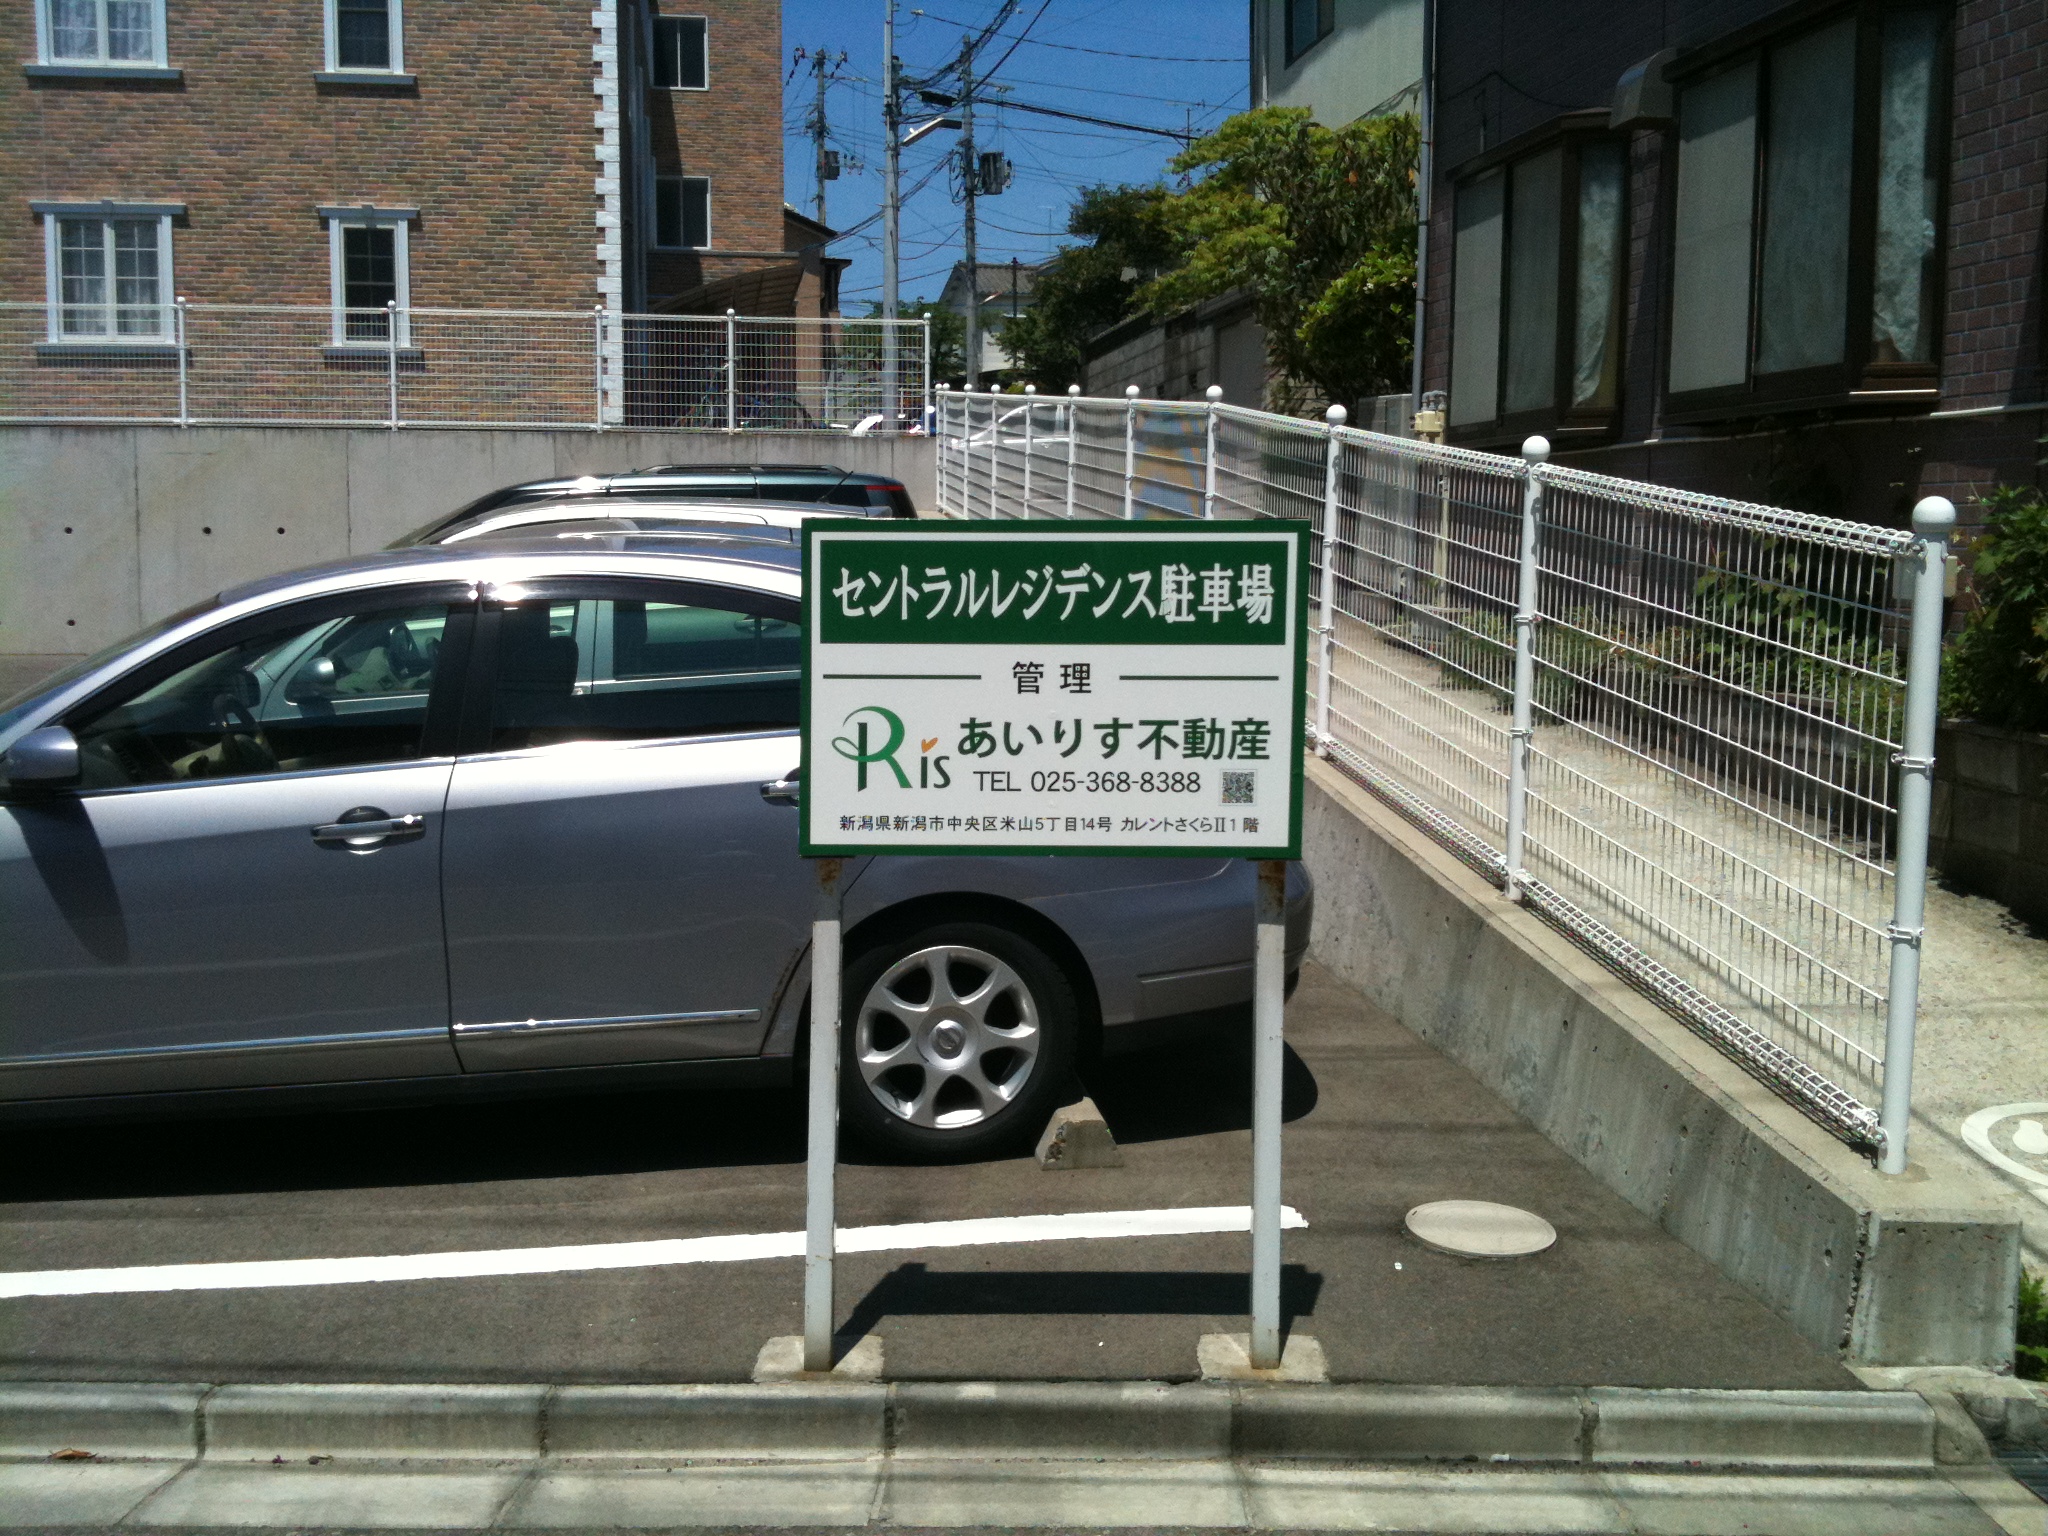 セントラルレジデンス駐車場
管理
Ris あいりす不動産
TEL 025-368-8388
新潟県新潟市中央区米山5丁目14号 カレントさくらⅡ1階